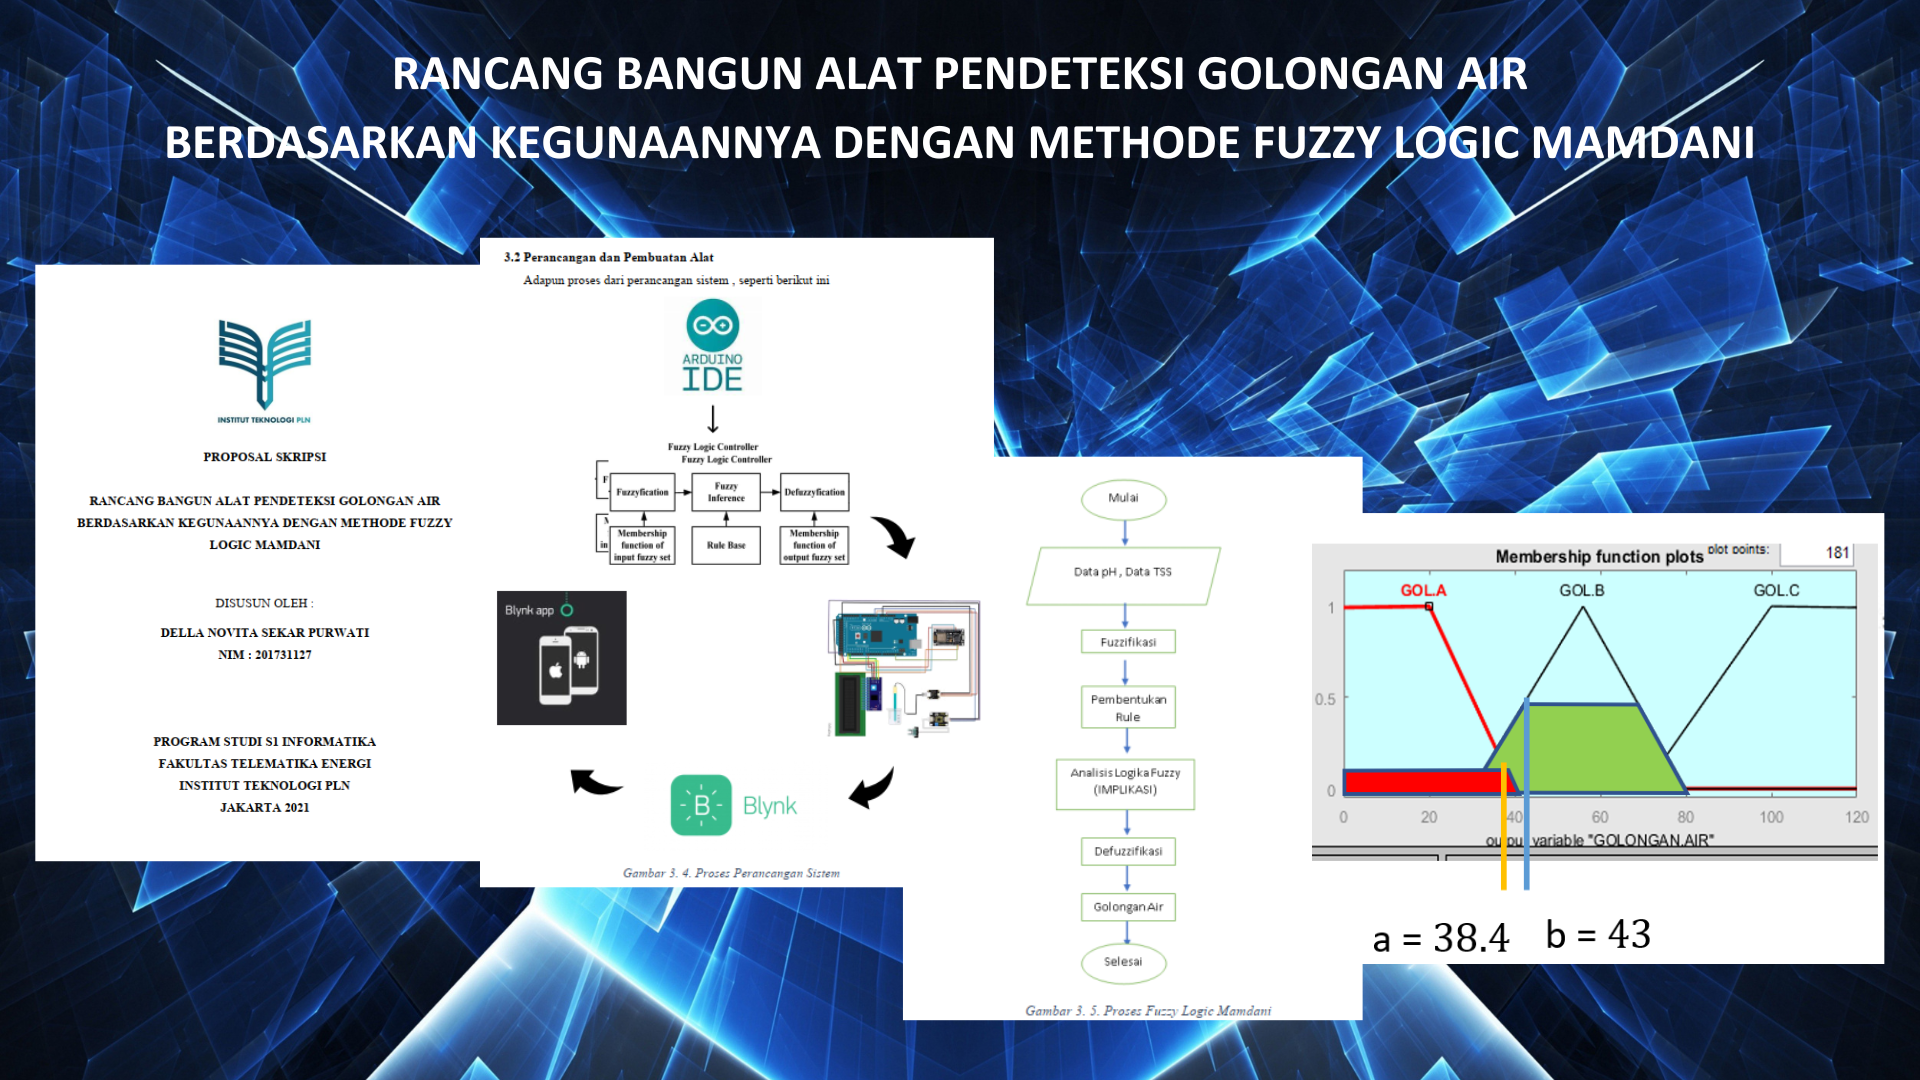 RANCANG BANGUN ALAT PENDETEKSI GOLONGAN AIR
BERDASARKAN KEGUNAANNYA DENGAN METHODE FUZZY LOGIC MAMDANI
INSTITUT TEKNOLOGI PLN
PROPOSAL SKRIPSI
RANCANG BANGUN ALAT PENDETEKSI GOLONGAN AIR
BERDASARKAN KEGUNAANNYA DENGAN METHODE FUZZY
LOGIC MAMDANI
DISUSUN OLEH :
DELLA NOVITA SEKAR PURWATI
NIM : 201731127
PROGRAM STUDI S1 INFORMATIKA
FAKULTAS TELEMATIKA ENERGI
INSTITUT TEKNOLOGI PLN
JAKARTA 2021
3.2 Perancangan dan Pembuatan Alat
Adapun proses dari perancangan sistem , seperti berikut ini
ARDUINO
IDE
Fuzzy Logic Controller
Fuzzy Logic Controller
F
Fuzzyfication
Fuzzy
Inference
Defuzzyfication
in
Membership
function of
input fuzzy set
Rule Base
Membership
function of
output fuzzy set
Blynk app
B
Blynk
Gambar 3. 4. Proses Perancangan Sistem
Mulai
Data pH , Data TSS
Fuzzifikasi
Pembentukan
Rule
Analisis Logika Fuzzy
(IMPLIKASI)
Defuzzifikasi
Golongan Air
Selesai
Gambar 3. 5. Proses Fuzzy Logic Mamdani
Membership function plots
plot points:
181
GOL.A
GOL.B
GOL.C
1
0.5
0
0 20 40 60 80 100 120
output variable "GOLONGAN.AIR"
a = 38.4
b = 43